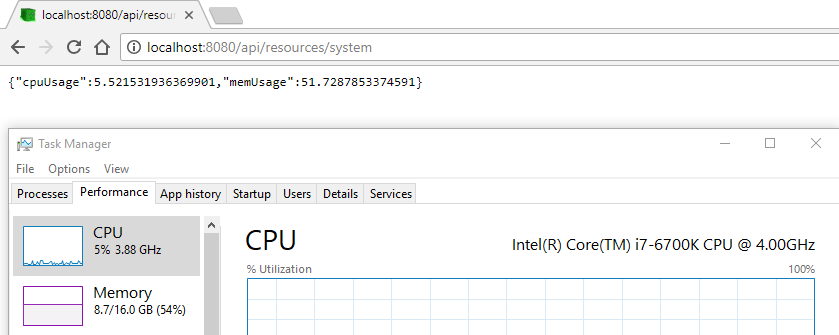 localhost:8080/api/resou
localhost:8080/api/resources/system
{"cpuUsage":5.521531936369901,"memUsage":51.7287853374591}
Task Manager
File Options View
Processes Performance App history Startup Users Details Services
CPU
5% 3.88 GHz
Memory
8.7/16.0 GB (54%)
CPU
Intel(R) Core(TM) i7-6700K CPU @ 4.00GHz
% Utilization
100%